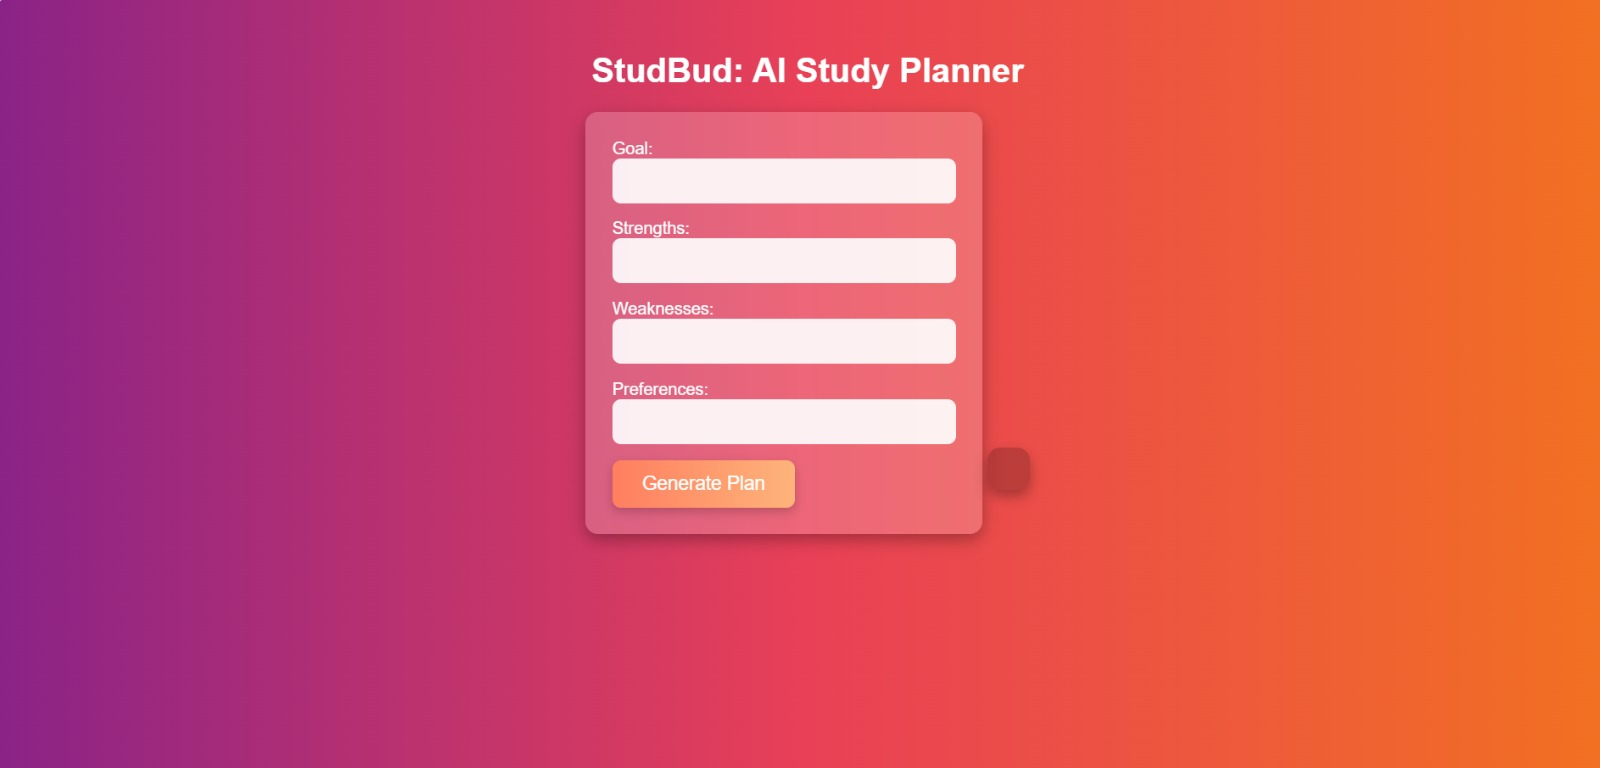 StudBud: AI Study Planner
Goal:
Strengths:
Weaknesses:
Preferences:
Generate Plan